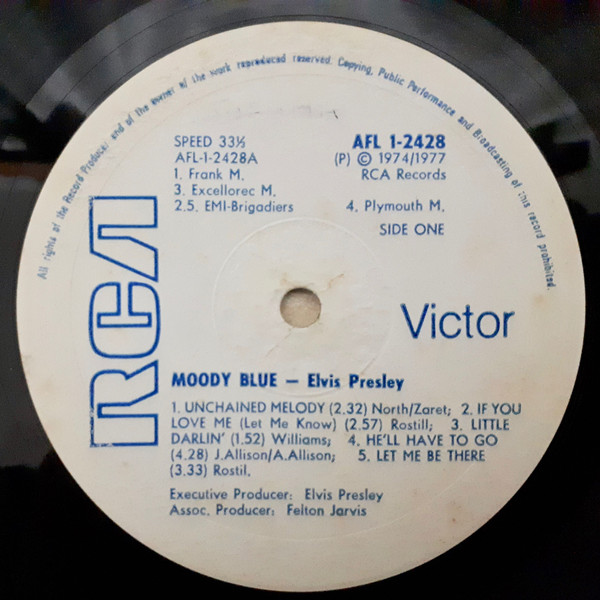 All rights of the Record Producer and of the owner of the work reproduced reserved. Copying, Public Performance and Broadcasting of this record prohibited.
SPEED 33⅓
AFL-1-2428A
1. Frank M.
3. Excellorec M.
2.5. EMI-Brigadiers
AFL 1-2428
(P) © 1974/1977
RCA Records
4. Plymouth M.
SIDE ONE
RCA
Victor
MOODY BLUE — Elvis Presley
1. UNCHAINED MELODY (2.32) North/Zaret; 2. IF YOU
LOVE ME (Let Me Know) (2.57) Rostill; 3. LITTLE
DARLIN' (1.52) Williams; 4. HE'LL HAVE TO GO
(4.28) J.Allison/A.Allison; 5. LET ME BE THERE
(3.33) Rostil.
Executive Producer: Elvis Presley
Assoc. Producer: Felton Jarvis